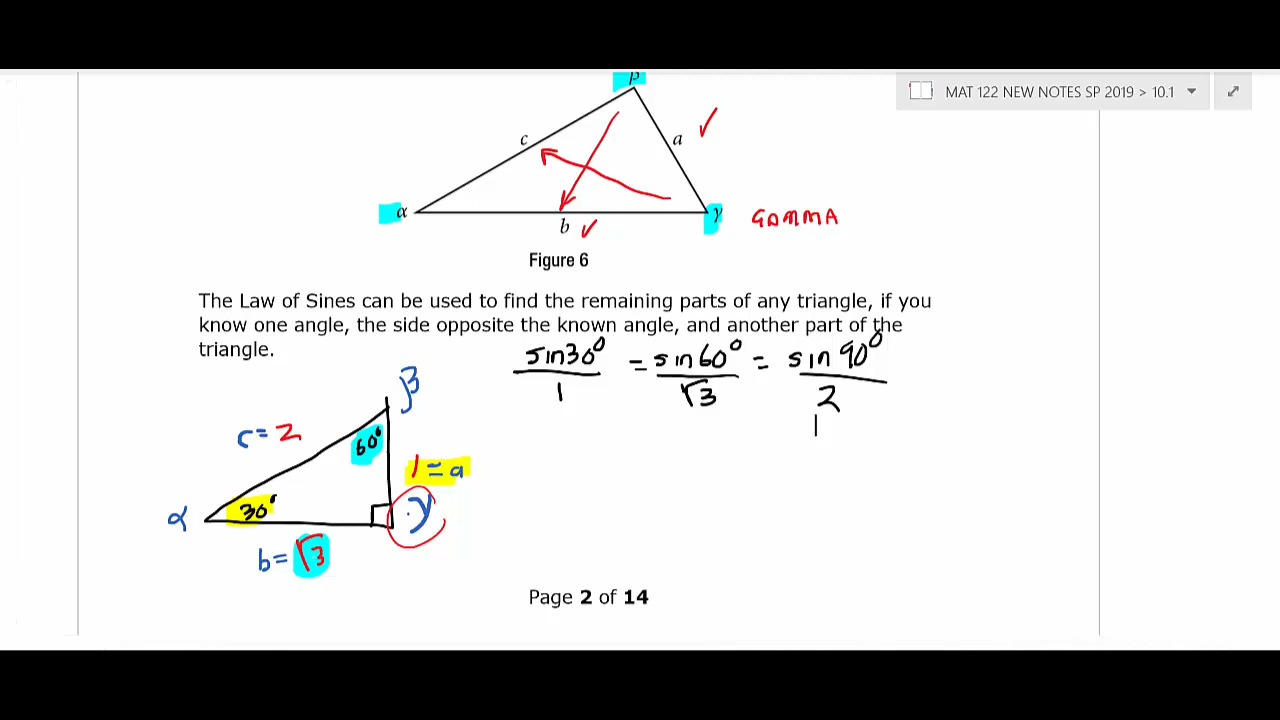 β
MAT 122 NEW NOTES SP 2019 > 10.1
c
a
α
γ
GAMMA
b
Figure 6
The Law of Sines can be used to find the remaining parts of any triangle, if you
know one angle, the side opposite the known angle, and another part of the
triangle.
sin30° = sin60° = sin90°
1 √3 2
1
β
c=2
60°
1=a
30°
α
γ
b=√3
Page 2 of 14